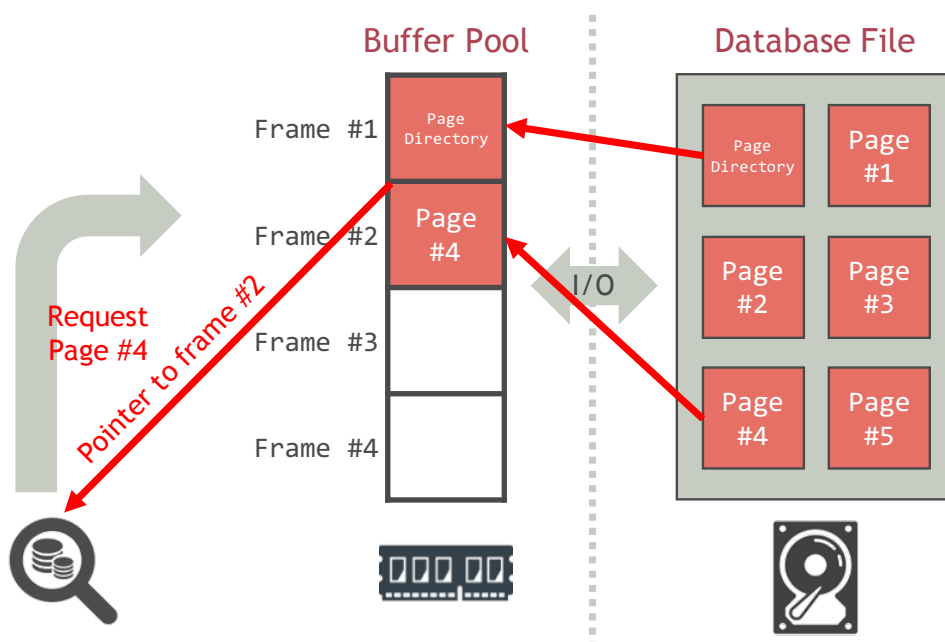 Buffer Pool
Database File
Frame #1
Page
Directory
Page
Directory
Page
#1
Frame #2
Page
#4
I/O
Page
#2
Page
#3
Request
Page #4
Pointer to frame #2
Frame #3
Frame #4
Page
#4
Page
#5